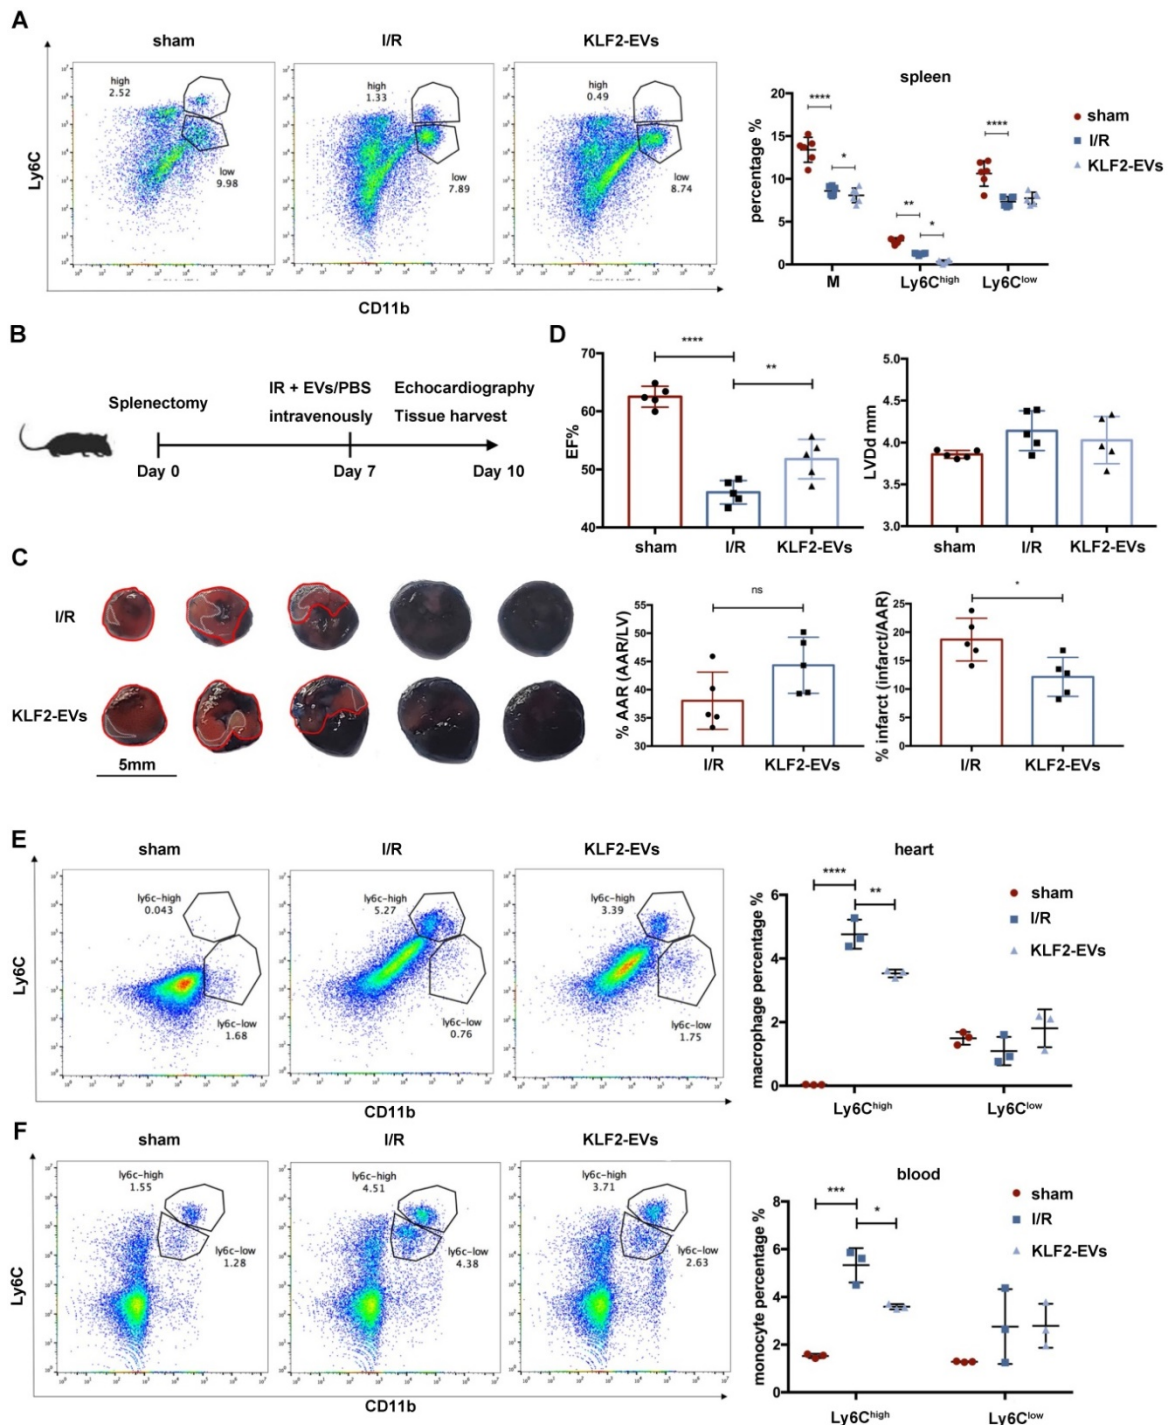 A
sham
I/R
KLF2-EVs
Ly6C
high
2.52
low
9.98
high
1.33
low
7.89
high
0.49
low
8.74
CD11b
spleen
percentage %
20
15
10
5
0
****
*
**
*
****
M
Ly6Chigh
Ly6Clow
sham
I/R
KLF2-EVs
B
Splenectomy
IR + EVs/PBS
intravenously
Echocardiography
Tissue harvest
Day 0
Day 7
Day 10
D
EF%
70
60
50
40
****
**
sham
I/R
KLF2-EVs
LVDd mm
5.0
4.5
4.0
3.5
3.0
sham
I/R
KLF2-EVs
C
I/R
KLF2-EVs
5mm
% AAR (AAR/LV)
55
50
45
40
35
30
ns
I/R
KLF2-EVs
% infarct (infarct/AAR)
25
20
15
10
5
0
*
I/R
KLF2-EVs
E
sham
I/R
KLF2-EVs
Ly6C
ly6c-high
0.043
ly6c-low
1.68
ly6c-high
5.27
ly6c-low
0.76
ly6c-high
3.39
ly6c-low
1.75
CD11b
heart
macrophage percentage %
6
4
2
0
****
**
Ly6Chigh
Ly6Clow
sham
I/R
KLF2-EVs
F
sham
I/R
KLF2-EVs
Ly6C
ly6c-high
1.55
ly6c-low
1.28
ly6c-high
4.51
ly6c-low
4.38
ly6c-high
3.71
ly6c-low
2.63
CD11b
blood
monocyte percentage %
8
6
4
2
0
***
*
Ly6Chigh
Ly6Clow
sham
I/R
KLF2-EVs